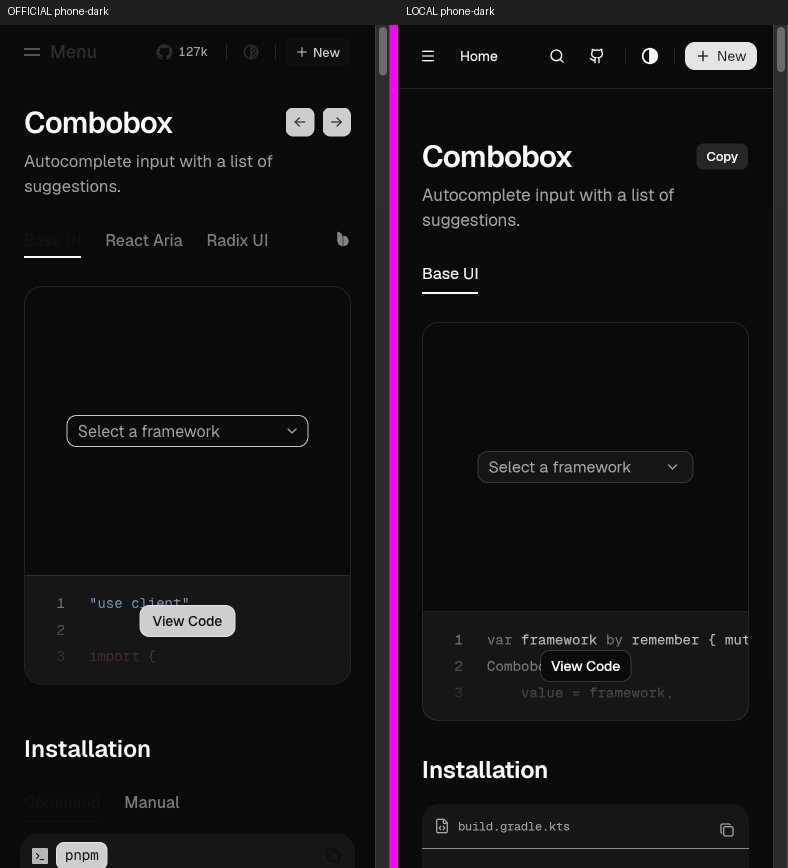 OFFICIAL phone-dark
Menu
127k
New
Combobox
Autocomplete input with a list of
suggestions.
Base UI
React Aria
Radix UI
Select a framework
1 "use client"
View Code
2
3 import {
Installation
Command
Manual
pnpm
LOCAL phone-dark
Home
New
Combobox
Copy
Autocomplete input with a list of
suggestions.
Base UI
Select a framework
1 var framework by remember { mut
2 Combobo
View Code
3 value = framework,
Installation
build.gradle.kts